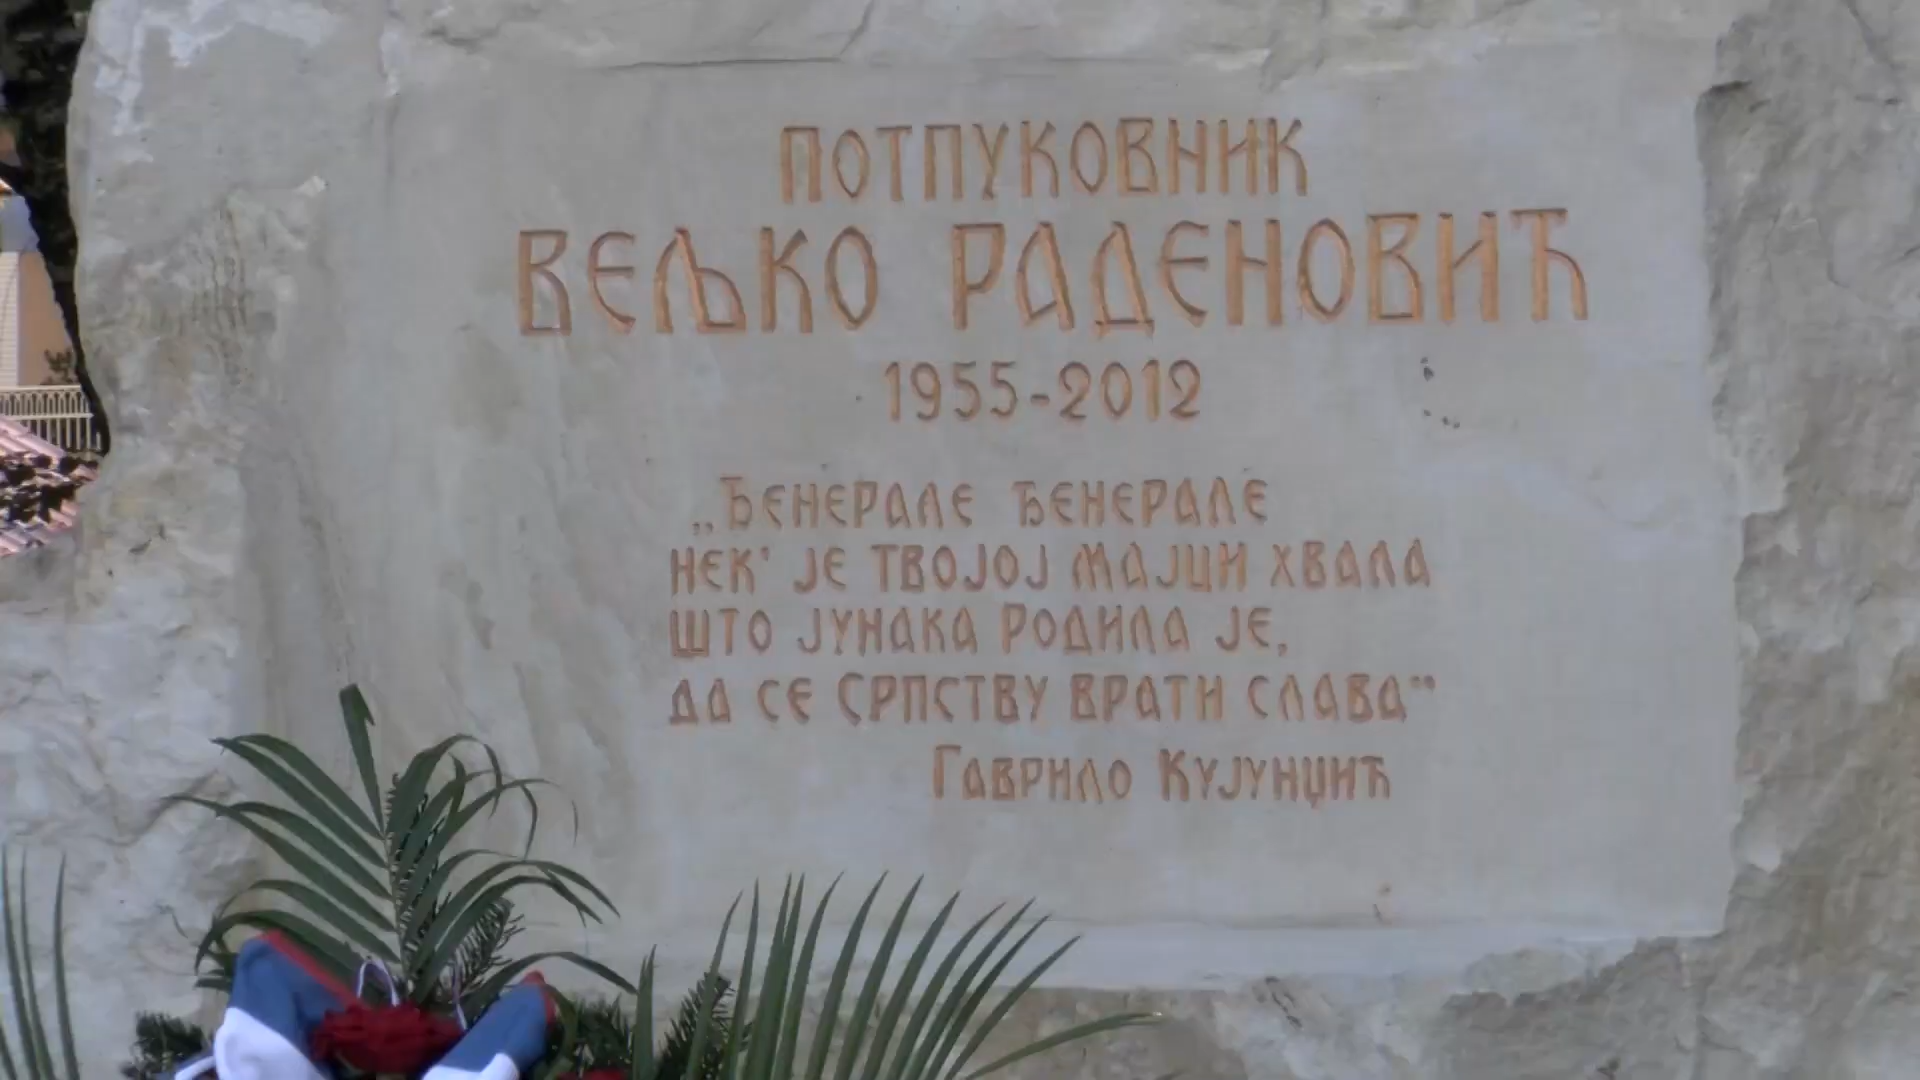 ПОТПУКОВНИК
ВЕЉКО РАДЕНОВИЋ
1955-2012
„ЂЕНЕРАЛЕ ЂЕНЕРАЛЕ
НЕК' ЈЕ ТВОЈОЈ МАЈЦИ ХВАЛА
ШТО ЈУНАКА РОДИЛА ЈЕ,
ДА СЕ СРПСТВУ ВРАТИ СЛАВА“
ГАВРИЛО КУЈУНЏИЋ